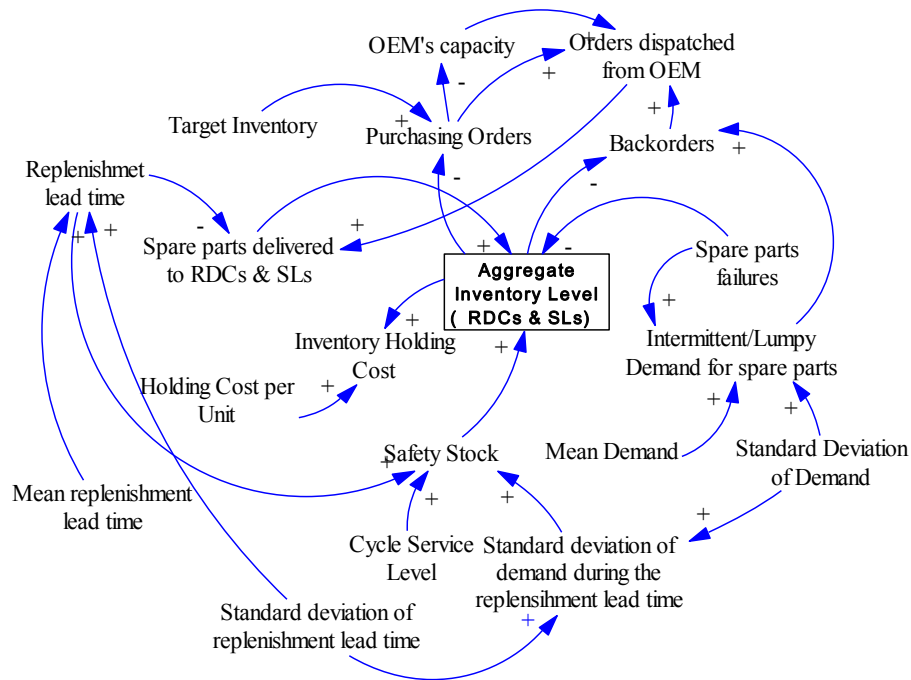 OEM's capacity
Orders dispatched
from OEM
+
+
-
Target Inventory
+
Purchasing Orders
+
Backorders
+
Replenishmet
lead time
-
-
+
+
-
Spare parts delivered
to RDCs & SLs
+
+
-
Spare parts
failures
Aggregate
Inventory Level
( RDCs & SLs)
+
+
+
Inventory Holding
Cost
Intermittent/Lumpy
Demand for spare parts
Holding Cost per
Unit
+
+
+
Safety Stock
+
Mean Demand
Standard Deviation
of Demand
Mean replenishment
lead time
+
+
+
Cycle Service
Level
Standard deviation of
demand during the
replensihment lead time
Standard deviation of
replenishment lead time
+